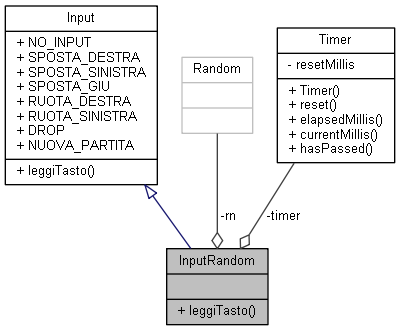 Input
+ NO_INPUT
+ SPOSTA_DESTRA
+ SPOSTA_SINISTRA
+ SPOSTA_GIU
+ RUOTA_DESTRA
+ RUOTA_SINISTRA
+ DROP
+ NUOVA_PARTITA
+ leggiTasto()
Random
Timer
- resetMillis
+ Timer()
+ reset()
+ elapsedMillis()
+ currentMillis()
+ hasPassed()
-rn
-timer
InputRandom
+ leggiTasto()